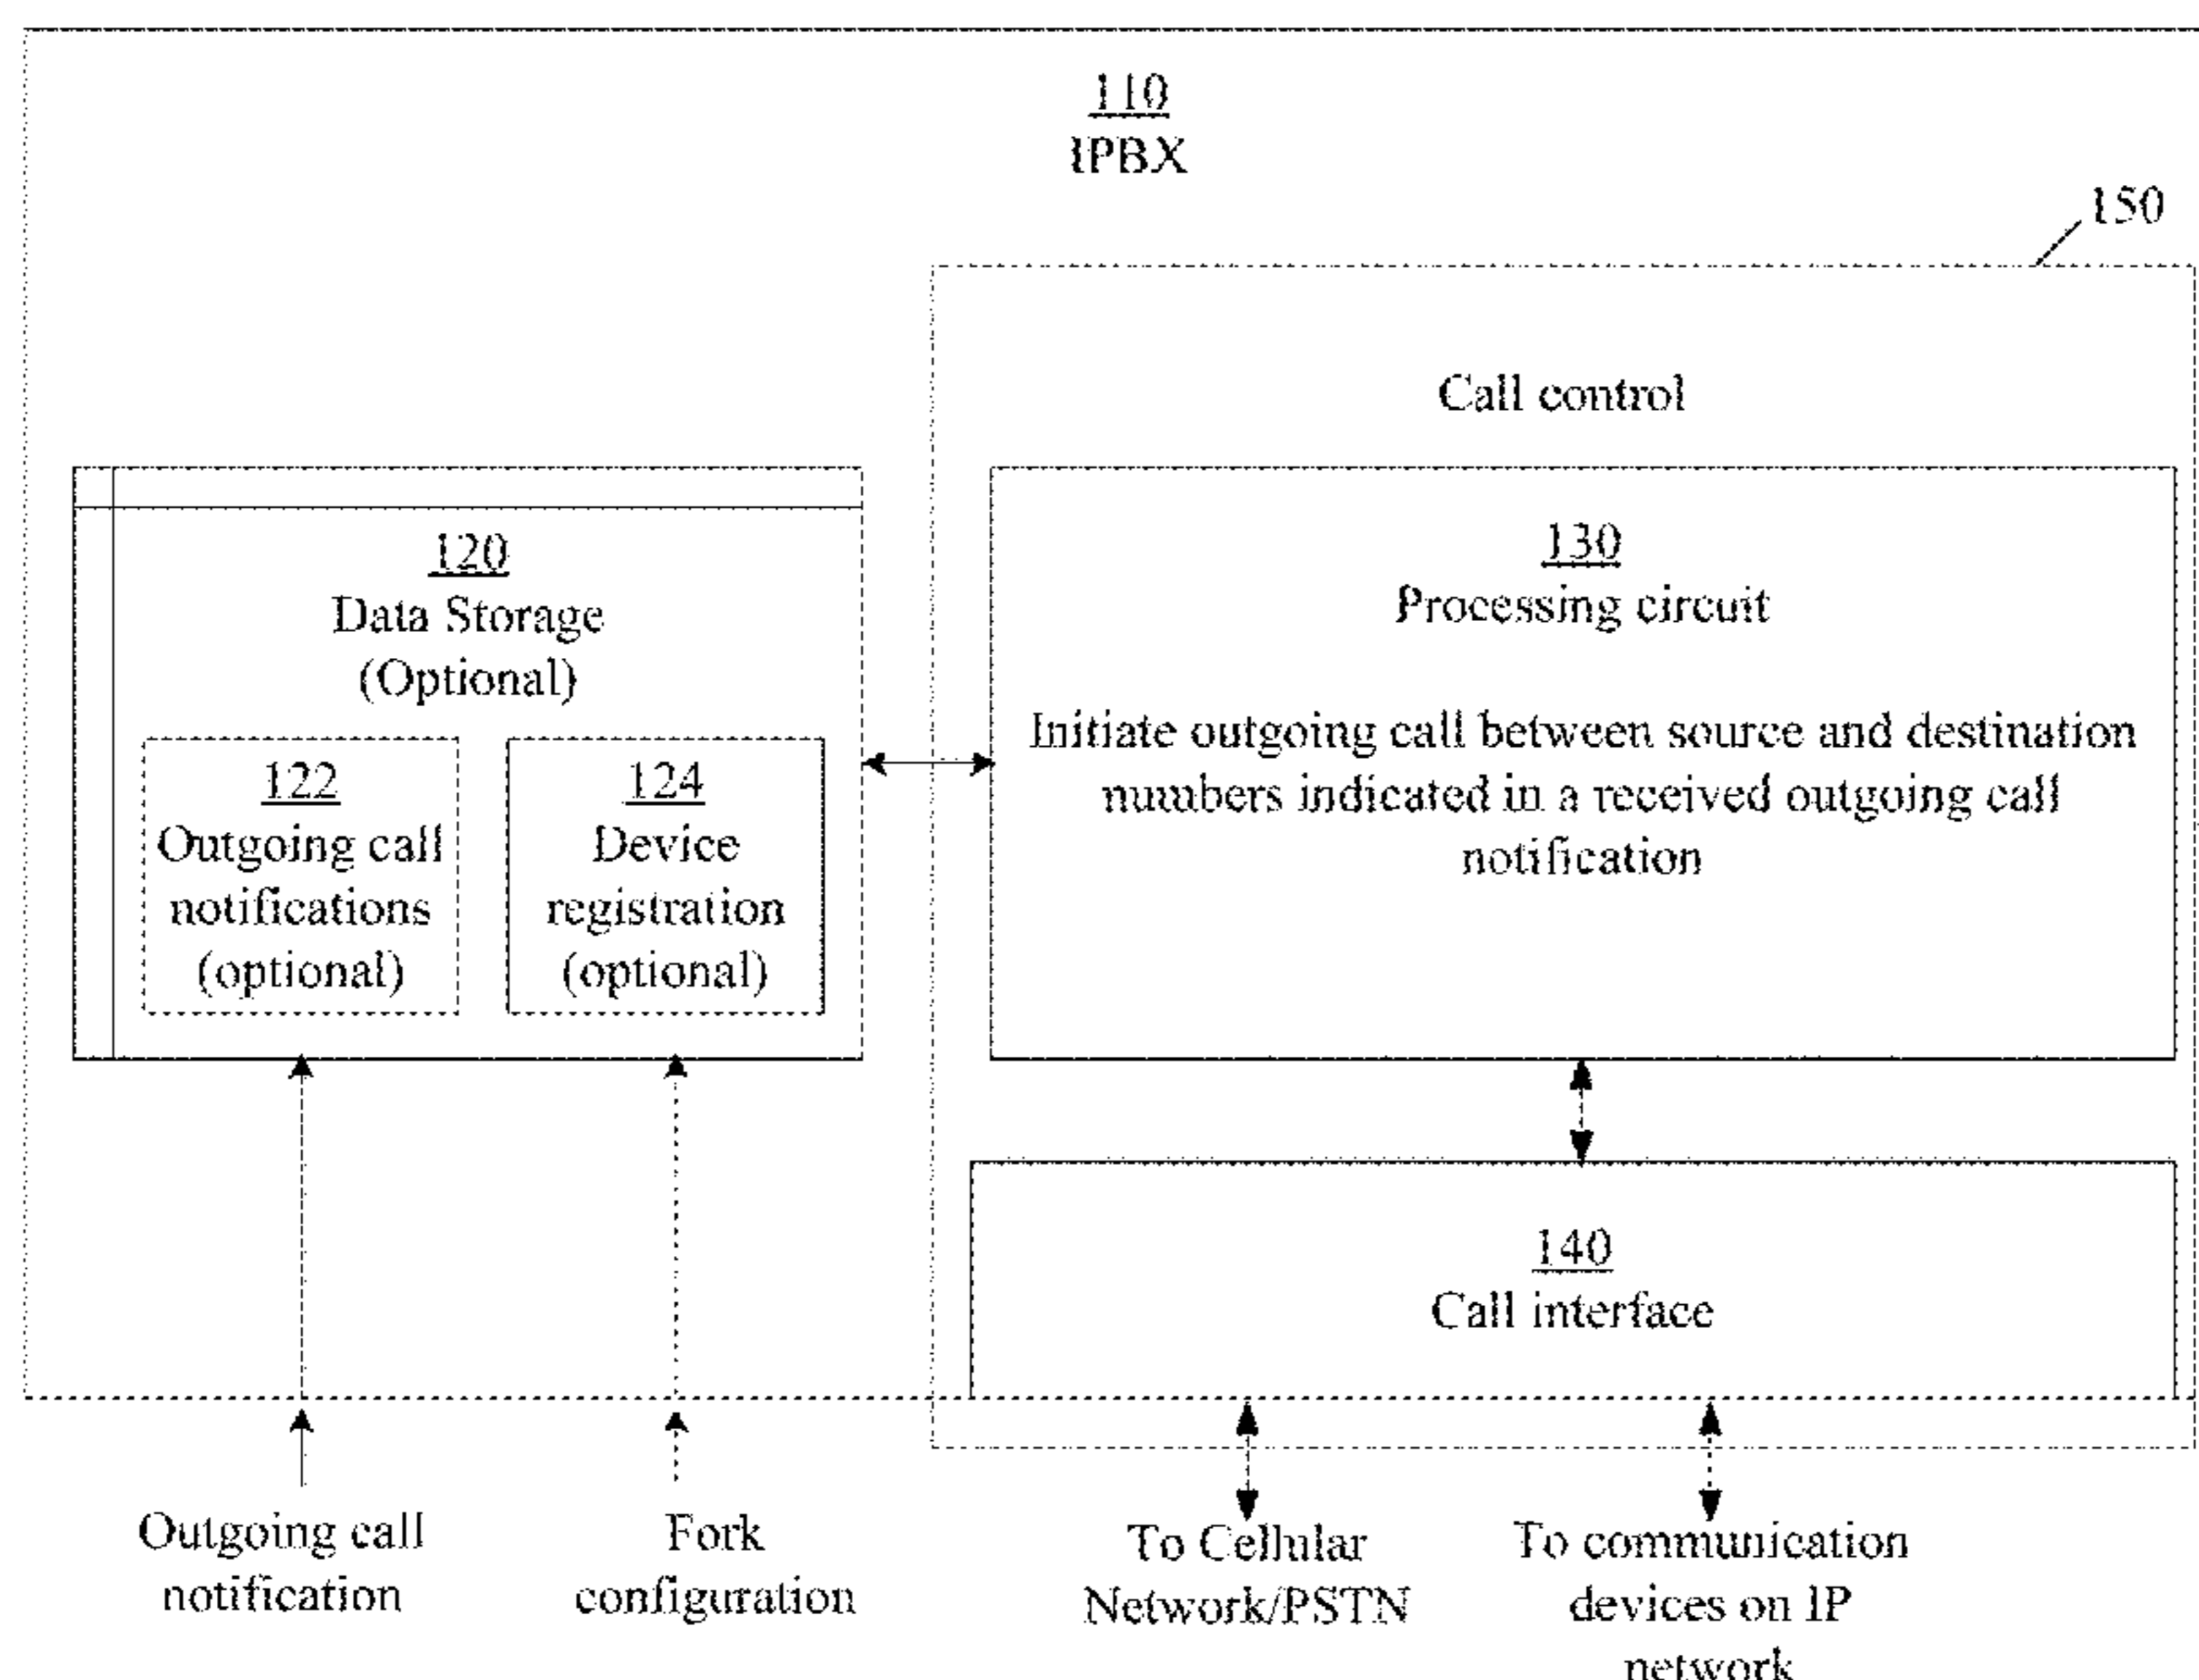 110
IPBX
150
Call control
120
Data Storage
(Optional)
122
Outgoing call
notifications
(optional)
124
Device
registration
(optional)
130
Processing circuit
Initiate outgoing call between source and destination
numbers indicated in a received outgoing call
notification
140
Call interface
Outgoing call
notification
Fork
configuration
To Cellular
Network/PSTN
To communication
devices on IP
network